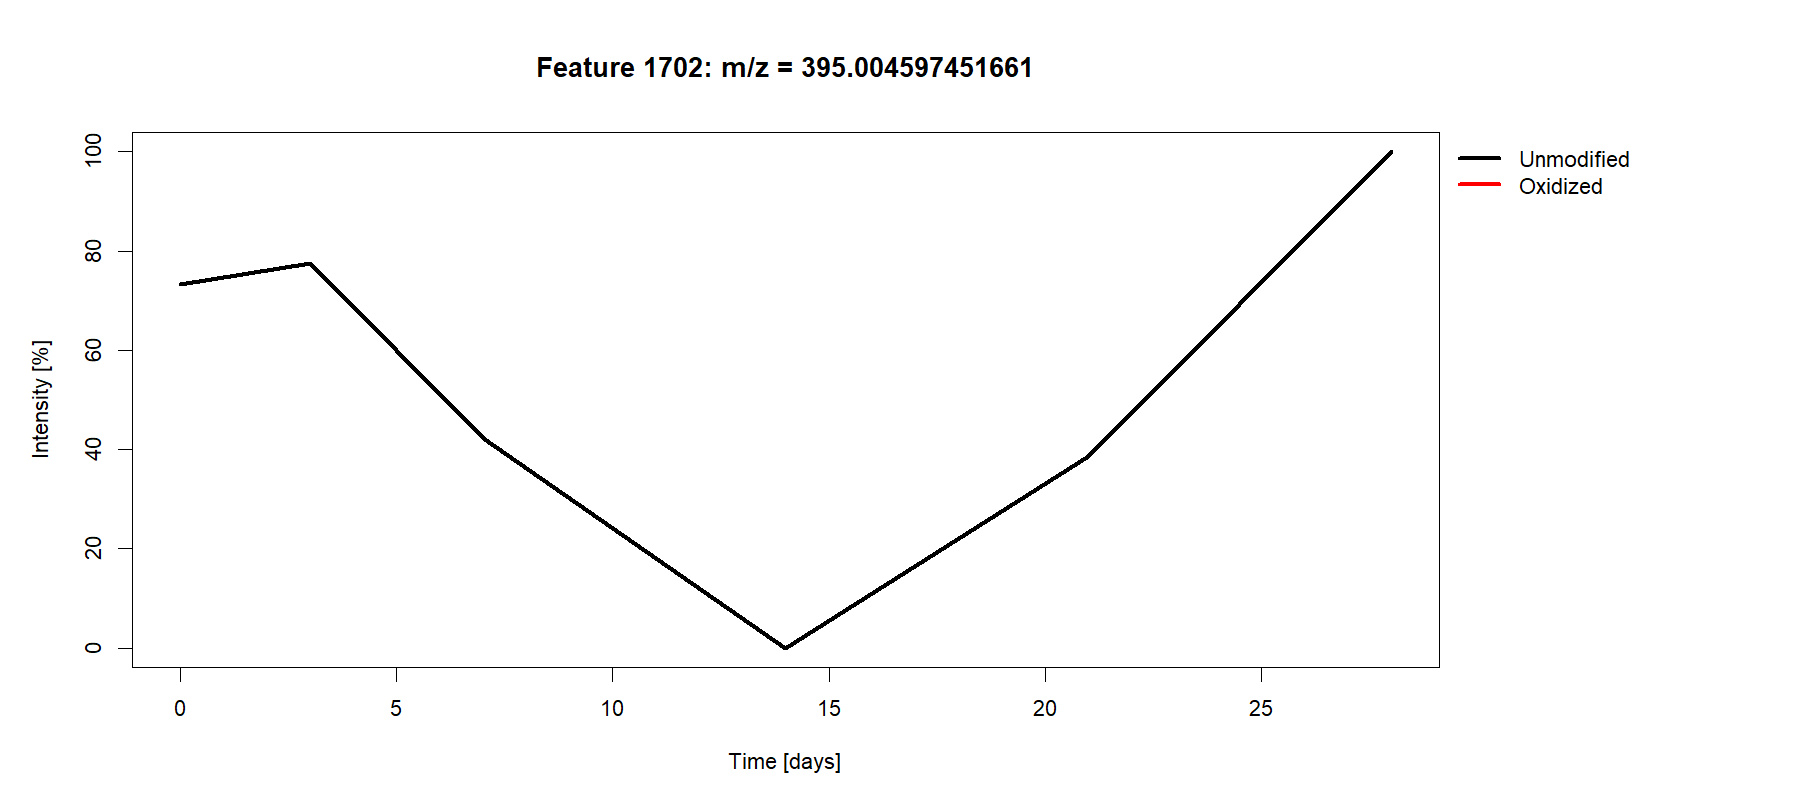 Feature 1702: m/z = 395.004597451661
Unmodified
Oxidized
Intensity [%]
100
80
60
40
20
0
0 5 10 15 20 25
Time [days]